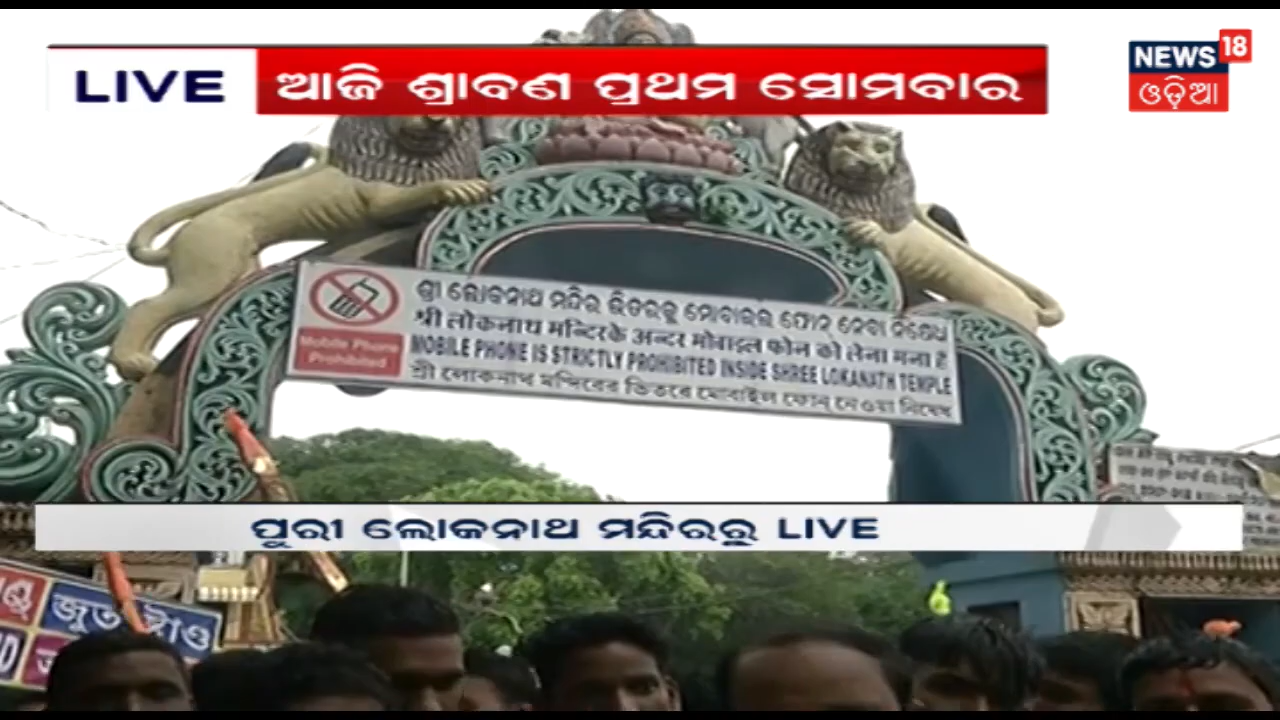 LIVE ଆଜି ଶ୍ରାବଣ ପ୍ରଥମ ସୋମବାର
NEWS 18
ଓଡ଼ିଆ
ଶ୍ରୀ ଲୋକନାଥ ମନ୍ଦିର ଭିତରକୁ ମୋବାଇଲ ଫୋନ ନେବା ନିଷେଧ
श्री लोकनाथ मन्दिरके अन्दर मोबाइल फोन को लेना मना है
Mobile Phone
Prohibited
MOBILE PHONE IS STRICTLY PROHIBITED INSIDE SHREE LOKANATH TEMPLE
শ্রী লোকনাথ মন্দিরের ভিতরে মোবাইল ফোন্ নেওয়া নিষেধ
ପୁରୀ ଲୋକନାଥ ମନ୍ଦିରରୁ LIVE
ଜୁତା ଷ୍ଟାଣ୍ଡ